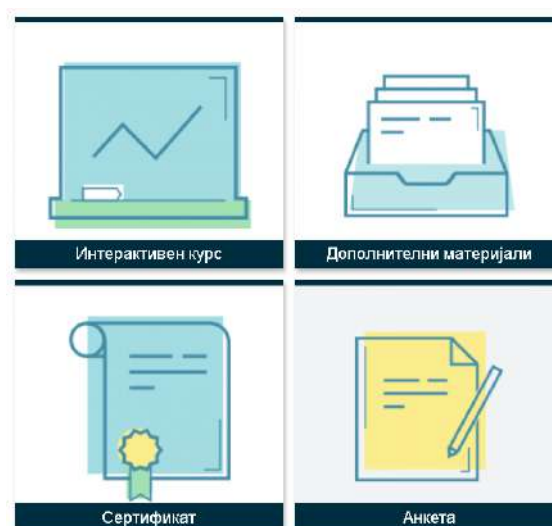 Интерактивен курс
Дополнителни материјали
Сертификат
Анкета